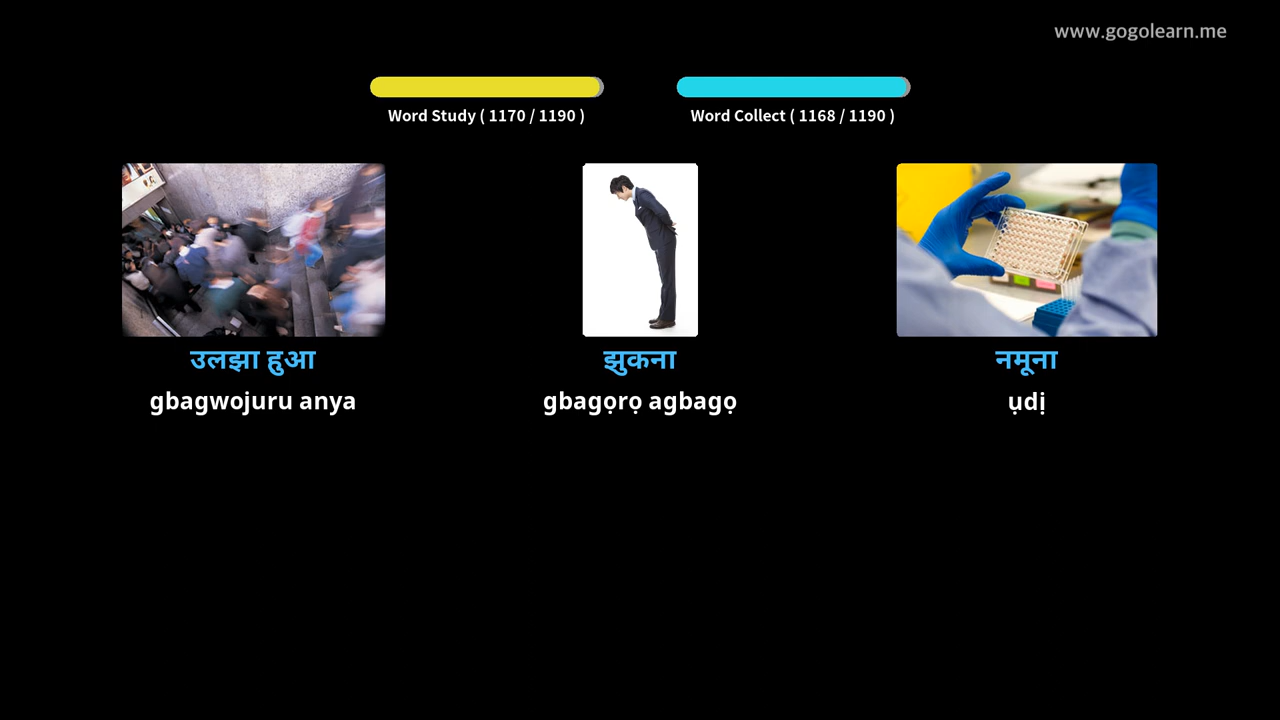 www.gogolearn.me
Word Study ( 1170 / 1190 )
Word Collect ( 1168 / 1190 )
उलझा हुआ
झुकना
नमूना
gbagwojuru anya
gbagọrọ agbagọ
ụdị